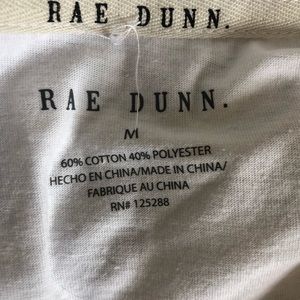 RAE DUNN.
RAE DUNN.
M
60% COTTON 40% POLYESTER
HECHO EN CHINA/MADE IN CHINA/
FABRIQUE AU CHINA
RN# 125288